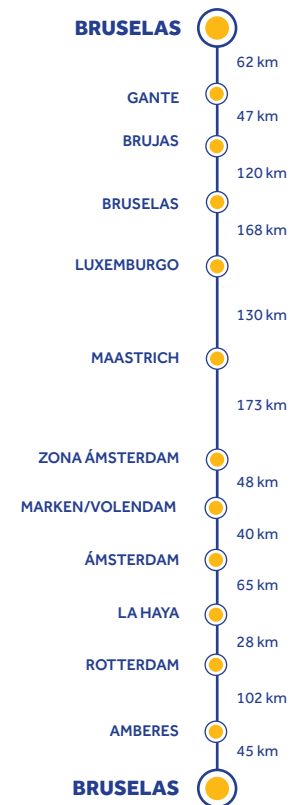 BRUSELAS
62 km
GANTE
47 km
BRUJAS
120 km
BRUSELAS
168 km
LUXEMBURGO
130 km
MAASTRICH
173 km
ZONA ÁMSTERDAM
48 km
MARKEN/VOLENDAM
40 km
ÁMSTERDAM
65 km
LA HAYA
28 km
ROTTERDAM
102 km
AMBERES
45 km
BRUSELAS